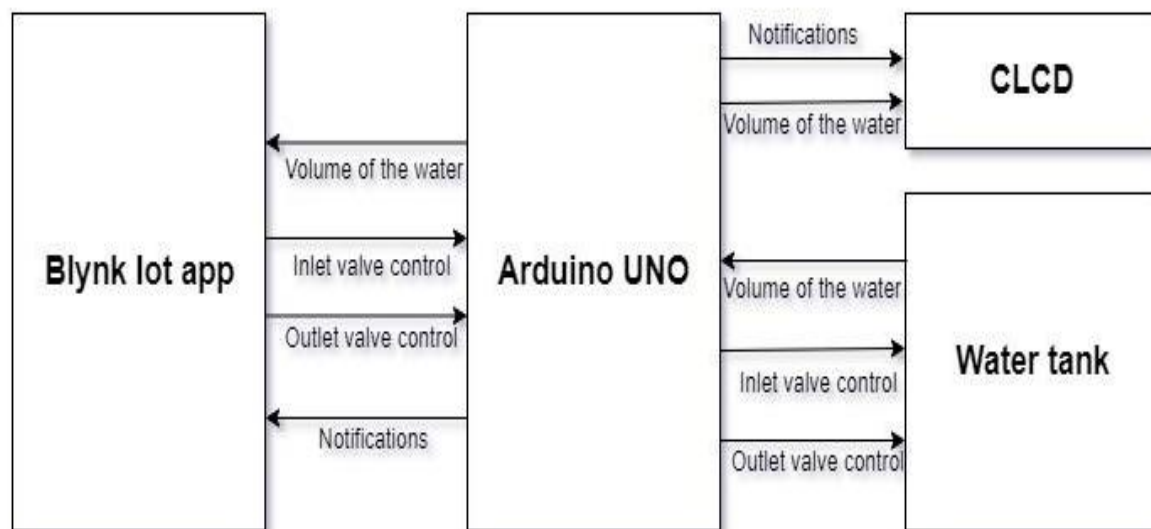 Notifications
CLCD
Volume of the water
Volume of the water
Blynk Iot app
Inlet valve control
Arduino UNO
Volume of the water
Outlet valve control
Inlet valve control
Water tank
Notifications
Outlet valve control